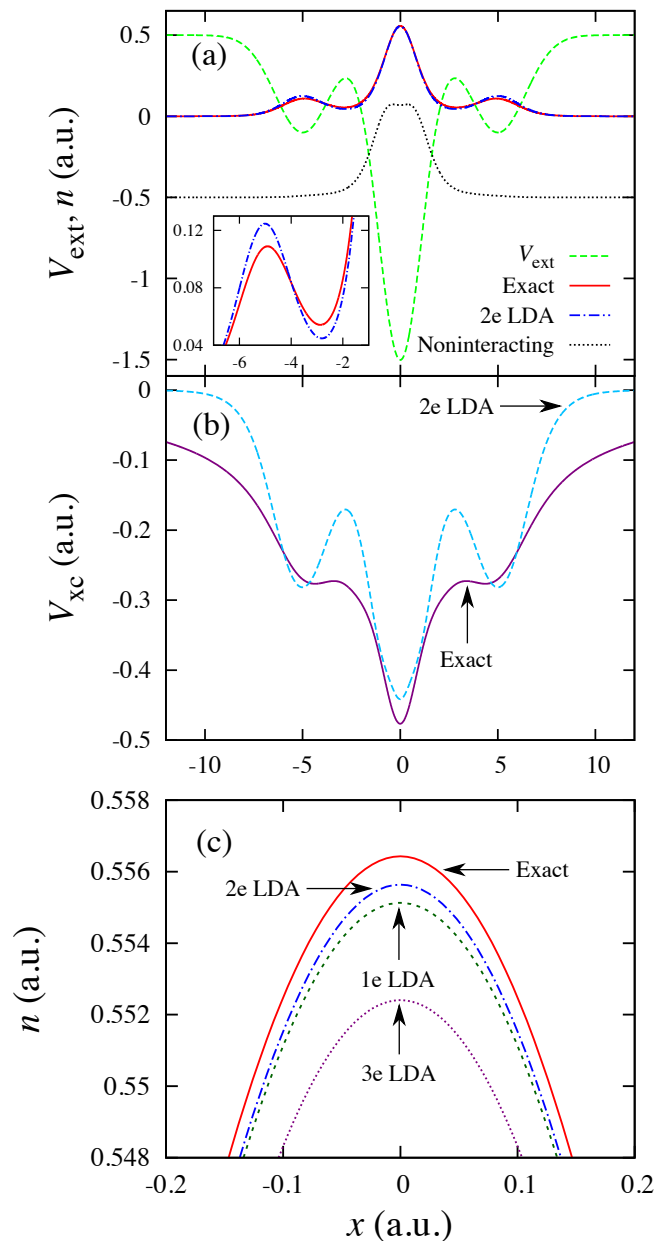 (a)
0.5
0
-0.5
-1
-1.5
V_ext, n (a.u.)
0.12
0.08
0.04
-6 -4 -2
V_ext
Exact
2e LDA
Noninteracting
(b)
0
-0.1
-0.2
-0.3
-0.4
-0.5
V_xc (a.u.)
2e LDA
Exact
-10 -5 0 5 10
(c)
0.558
0.556
0.554
0.552
0.55
0.548
n (a.u.)
Exact
2e LDA
1e LDA
3e LDA
-0.2 -0.1 0 0.1 0.2
x (a.u.)